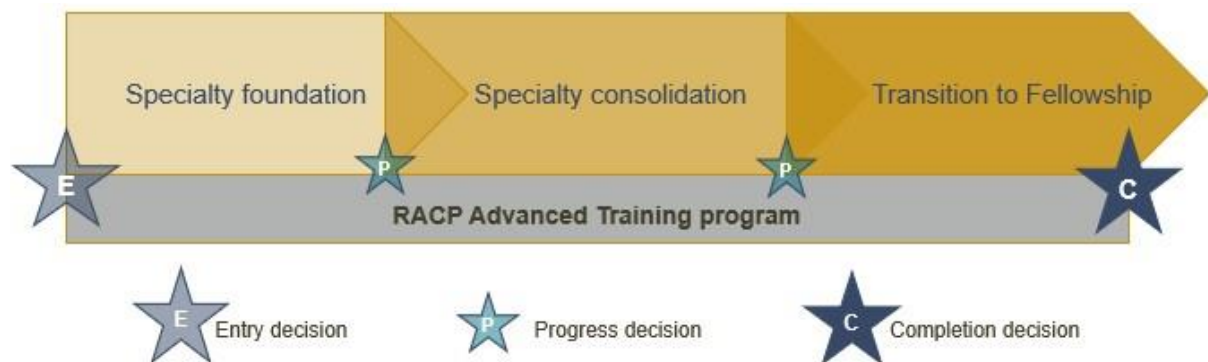 Specialty foundation
Specialty consolidation
Transition to Fellowship
E
P
P
C
RACP Advanced Training program
E
Entry decision
P
Progress decision
C
Completion decision